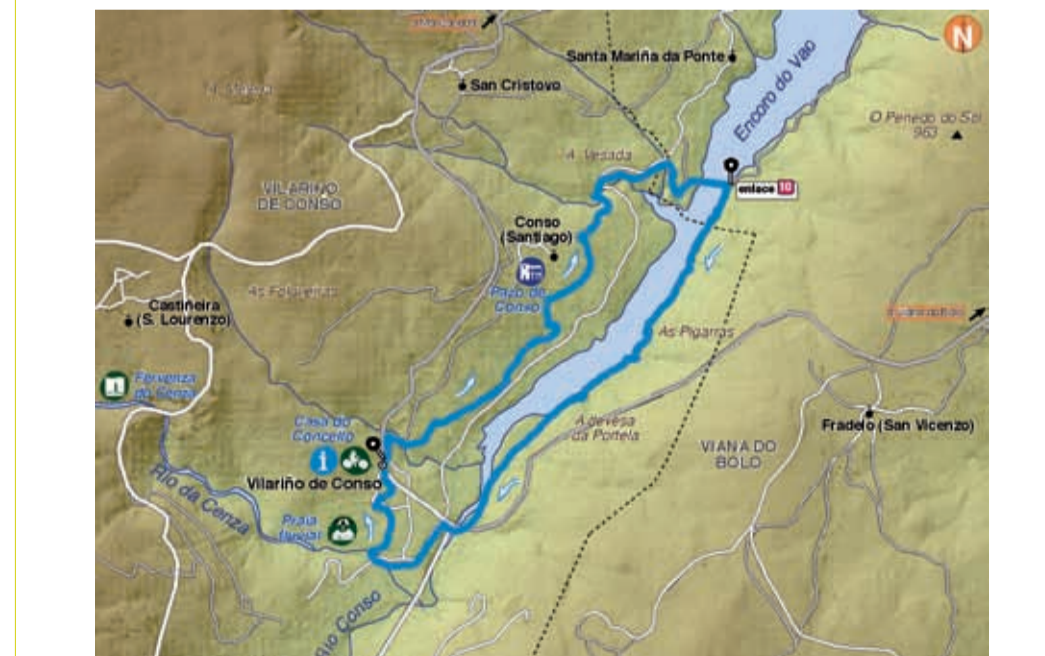 N
Santa Mariña da Ponte
San Cristovo
Encoro do Vao
O Penedo do Sol
963
A Vesada
enlace 10
VILARIÑO
DE CONSO
Conso
(Santiago)
Pazo de
Conso
As Folgueiras
Castiñeira
(S. Lourenzo)
As Pigarras
Fervenza
do Cenza
Casa do
Concello
A devesa
da Portela
Fradelo (San Vicenzo)
VIANA DO
BOLO
i
Vilariño de Conso
Río da Cenza
Praia
fluvial
Río Conso